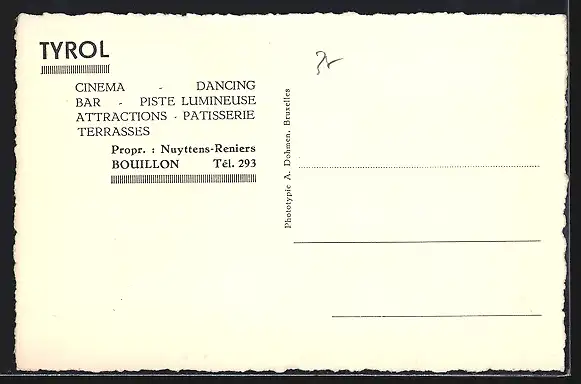 TYROL
CINEMA - DANCING
BAR - PISTE LUMINEUSE
ATTRACTIONS - PATISSERIE
TERRASSES
Propr. : Nuyttens-Reniers
BOUILLON Tél. 293
Phototypie A. Dohmen, Bruxelles